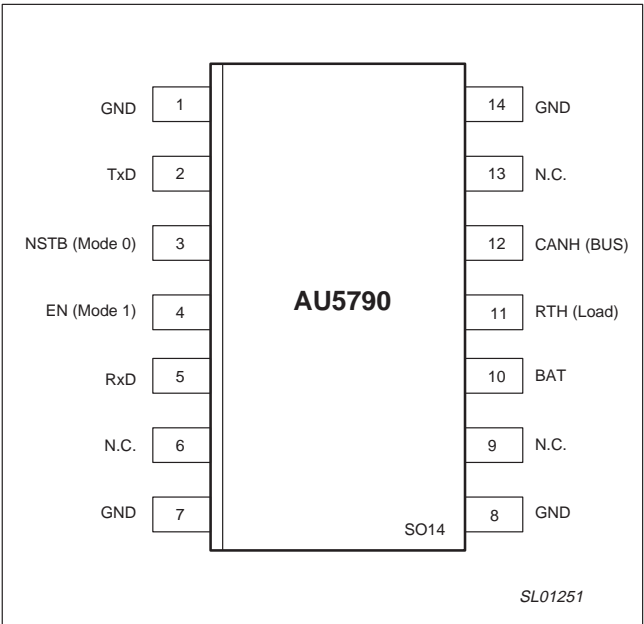 GND 1 14 GND
TxD 2 13 N.C.
NSTB (Mode 0) 3 12 CANH (BUS)
AU5790
EN (Mode 1) 4 11 RTH (Load)
RxD 5 10 BAT
N.C. 6 9 N.C.
GND 7 8 GND
SO14
SL01251